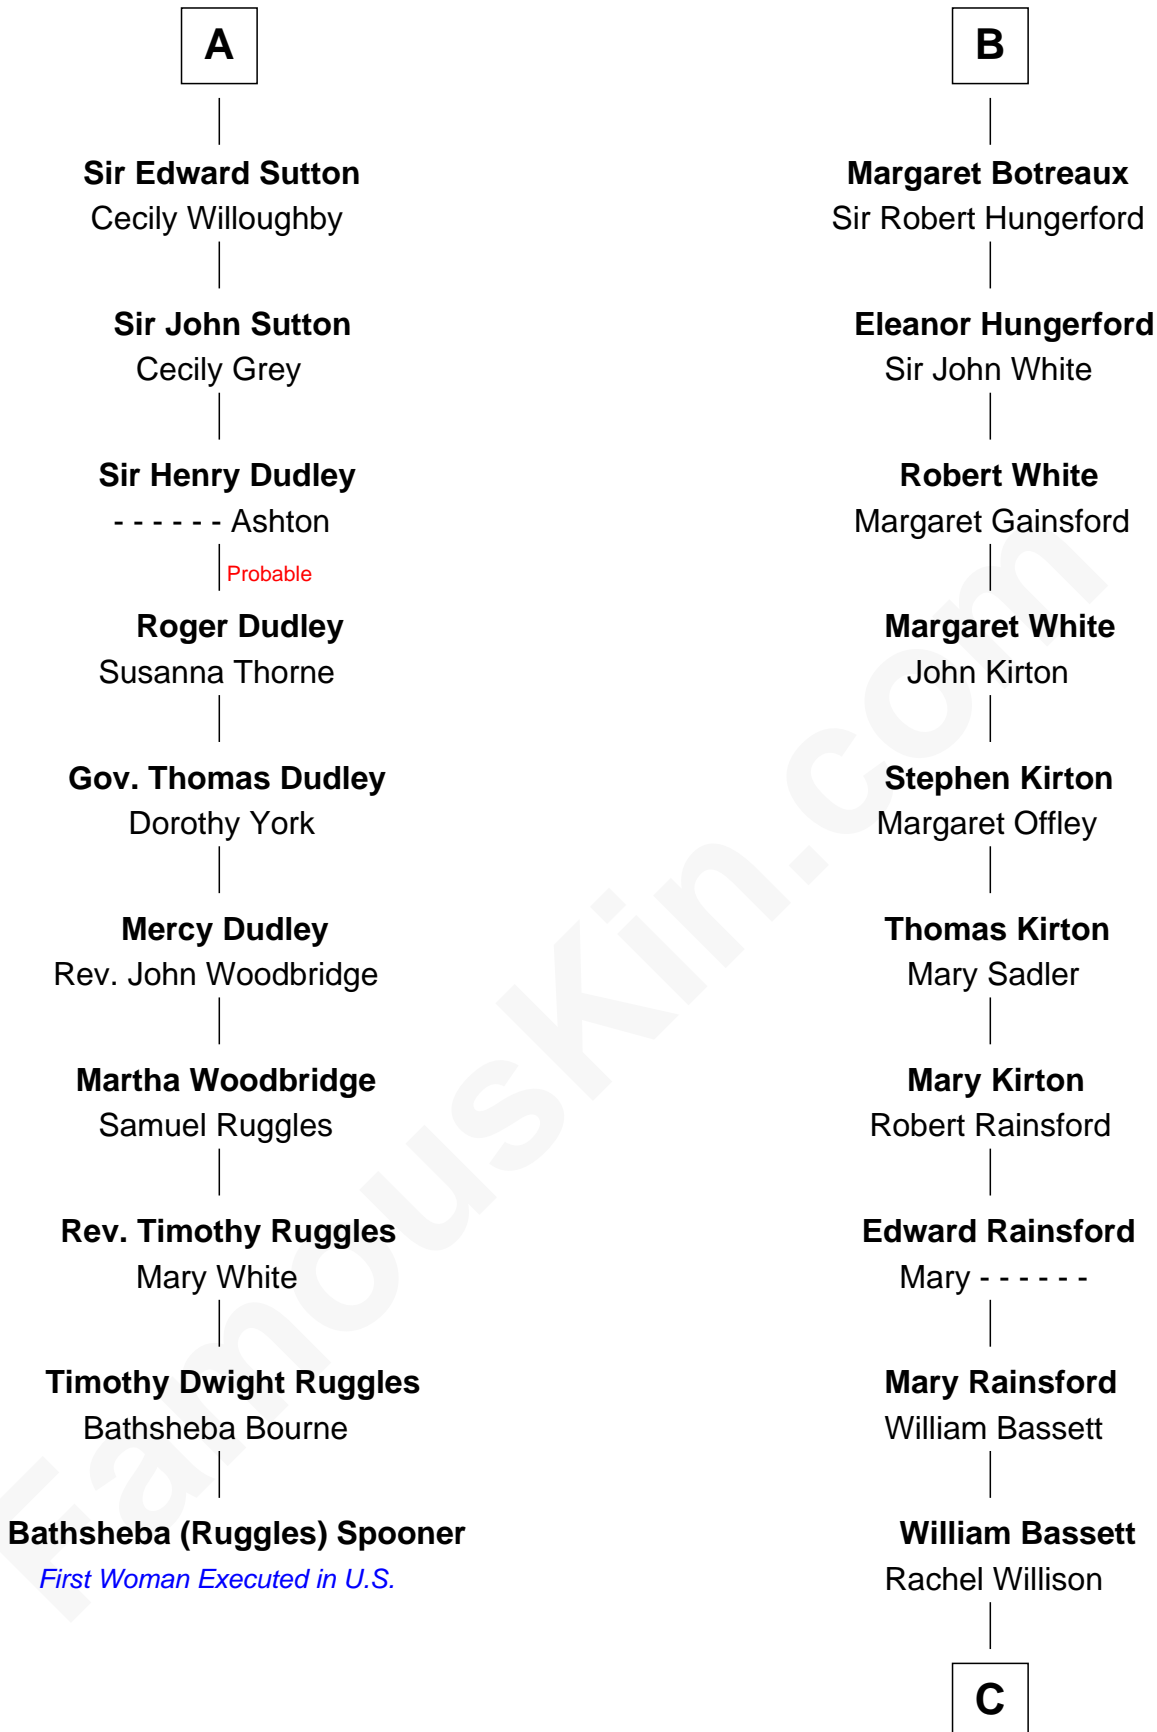 A
Sir Edward Sutton
Cecily Willoughby
Sir John Sutton
Cecily Grey
Sir Henry Dudley
- - - - - - Ashton
Probable
Roger Dudley
Susanna Thorne
Gov. Thomas Dudley
Dorothy York
Mercy Dudley
Rev. John Woodbridge
Martha Woodbridge
Samuel Ruggles
Rev. Timothy Ruggles
Mary White
Timothy Dwight Ruggles
Bathsheba Bourne
Bathsheba (Ruggles) Spooner
First Woman Executed in U.S.
B
Margaret Botreaux
Sir Robert Hungerford
Eleanor Hungerford
Sir John White
Robert White
Margaret Gainsford
Margaret White
John Kirton
Stephen Kirton
Margaret Offley
Thomas Kirton
Mary Sadler
Mary Kirton
Robert Rainsford
Edward Rainsford
Mary - - - - - -
Mary Rainsford
William Bassett
William Bassett
Rachel Willison
C
FamousKin.com